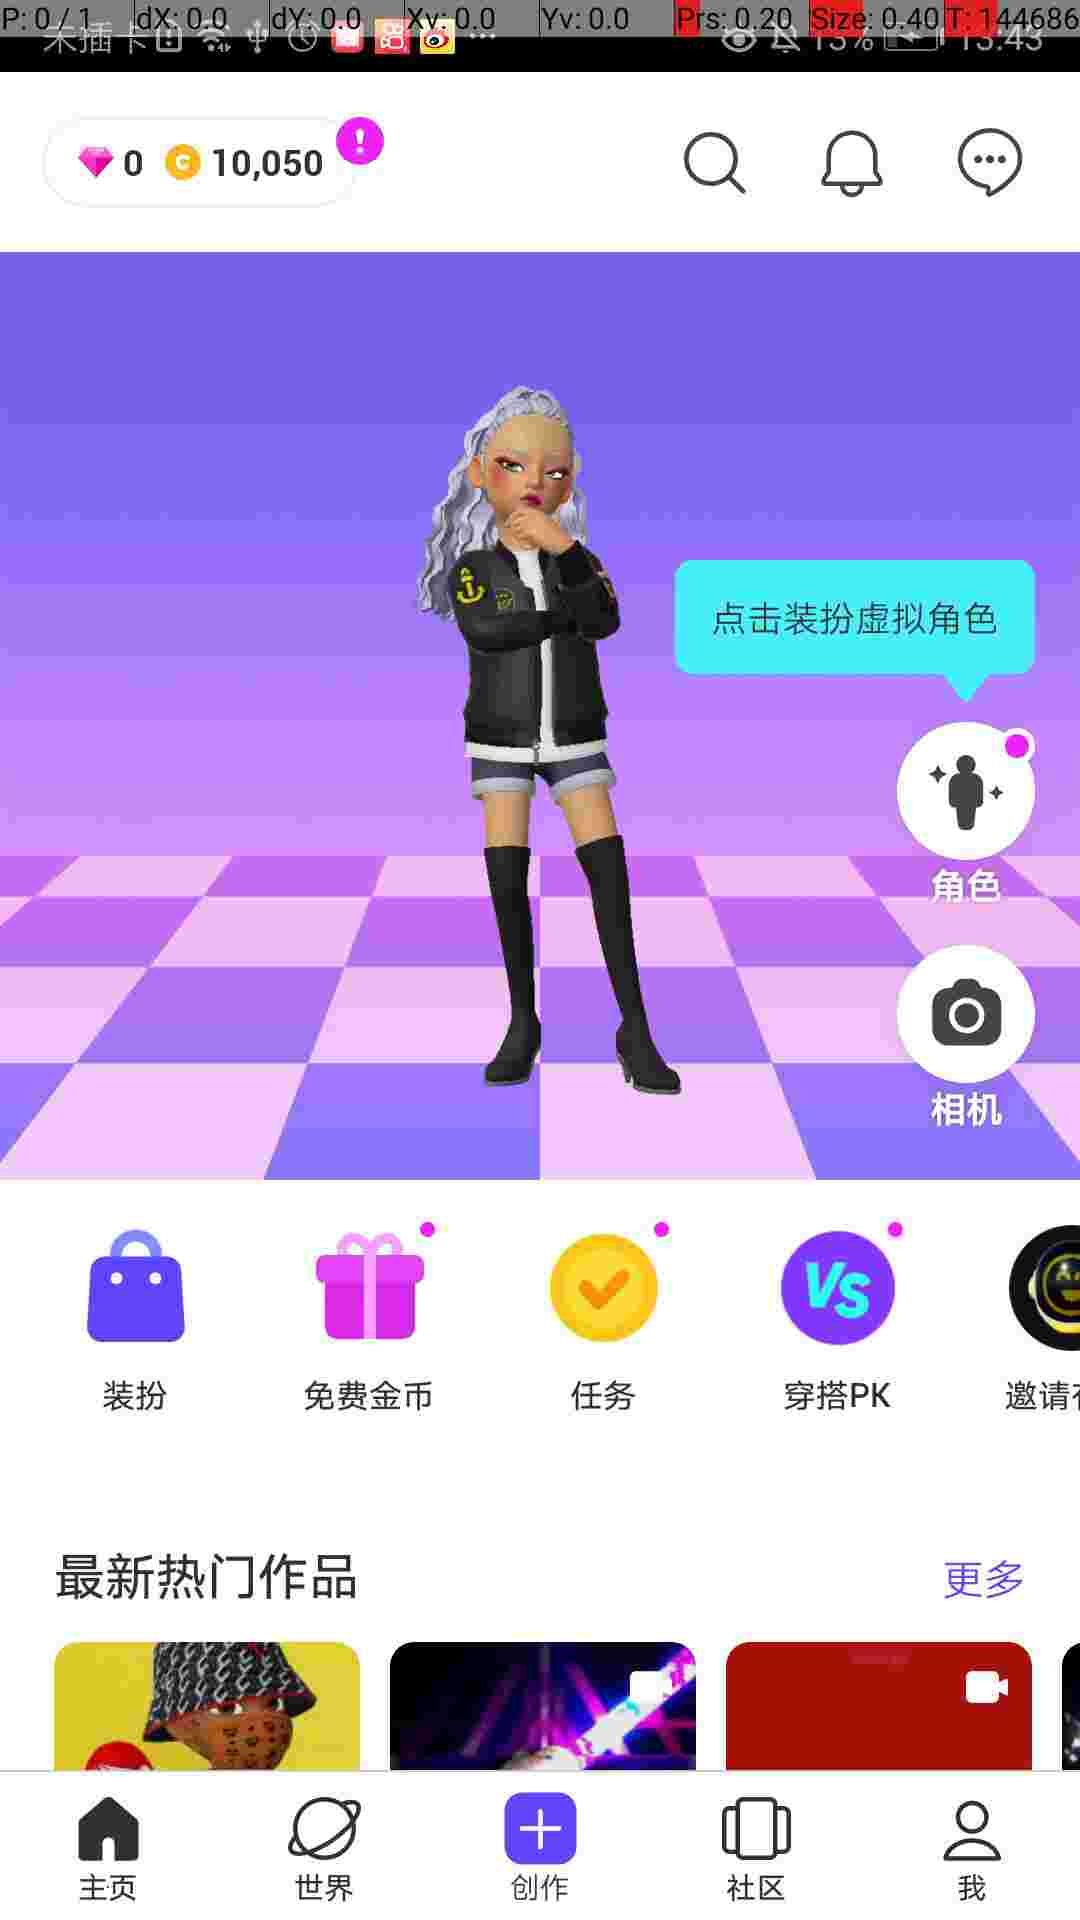 P: 0 / 1 dX: 0.0 dY: 0.0 Xv: 0.0 Yv: 0.0 Prs: 0.20 Size: 0.40 T: 144686
未插卡 13% 13:43
0 10,050
点击装扮虚拟角色
角色
相机
VS
装扮 免费金币 任务 穿搭PK 邀请
最新热门作品 更多
主页 世界 创作 社区 我